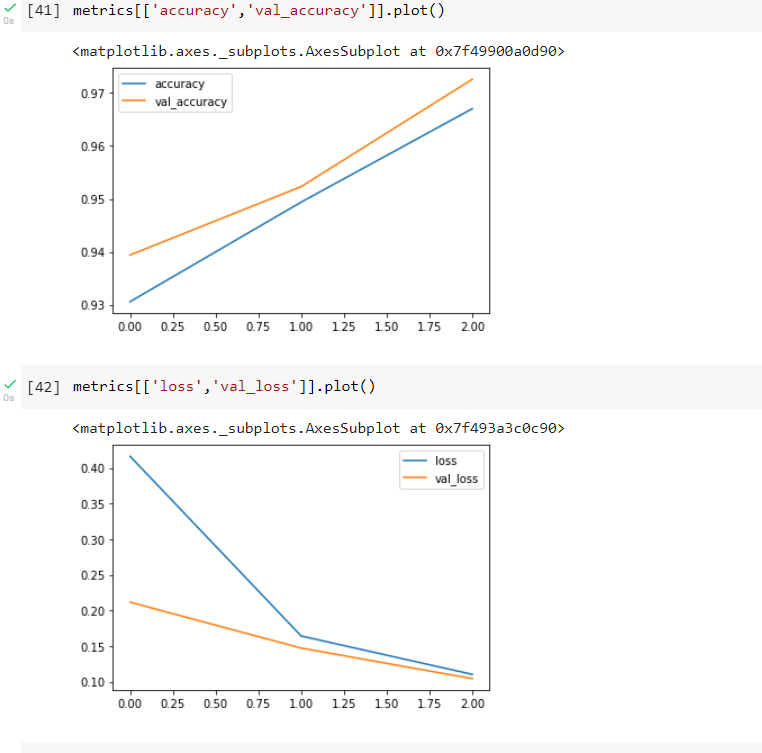 [41] metrics[['accuracy','val_accuracy']].plot()
0s
<matplotlib.axes._subplots.AxesSubplot at 0x7f49900a0d90>
accuracy
val_accuracy
0.97
0.96
0.95
0.94
0.93
0.00 0.25 0.50 0.75 1.00 1.25 1.50 1.75 2.00
[42] metrics[['loss','val_loss']].plot()
0s
<matplotlib.axes._subplots.AxesSubplot at 0x7f493a3c0c90>
loss
val_loss
0.40
0.35
0.30
0.25
0.20
0.15
0.10
0.00 0.25 0.50 0.75 1.00 1.25 1.50 1.75 2.00